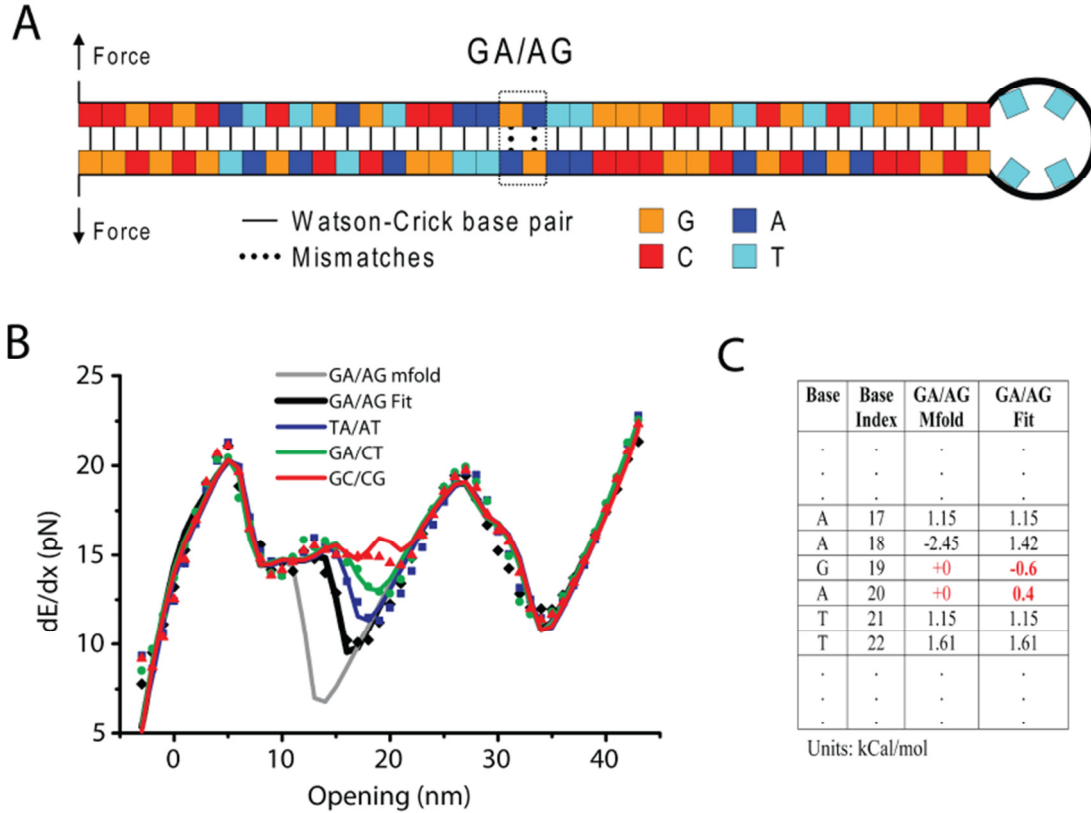 A
GA/AG
Force
Force
Watson-Crick base pair
Mismatches
G
A
C
T
B
25
20
15
10
5
dE/dx (pN)
GA/AG mfold
GA/AG Fit
TA/AT
GA/CT
GC/CG
0
10
20
30
40
Opening (nm)
C
Base Base Index GA/AG Mfold GA/AG Fit
. . . .
. . . .
. . . .
A 17 1.15 1.15
A 18 -2.45 1.42
G 19 +0 -0.6
A 20 +0 0.4
T 21 1.15 1.15
T 22 1.61 1.61
. . . .
. . . .
. . . .
Units: kCal/mol